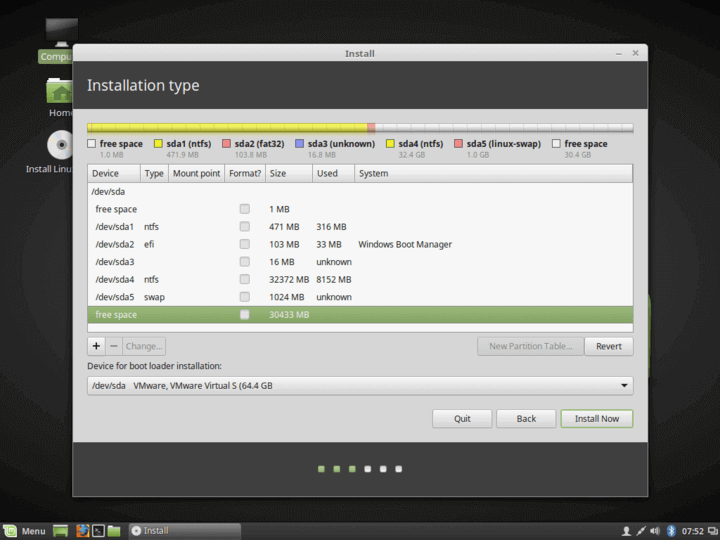 Install
Compu
Home
Install Linu
Installation type
free space sda1 (ntfs) sda2 (fat32) sda3 (unknown) sda4 (ntfs) sda5 (linux-swap) free space
1.0 MB 471.9 MB 103.8 MB 16.8 MB 32.4 GB 1.0 GB 30.4 GB
Device Type Mount point Format? Size Used System
/dev/sda
free space 1 MB
/dev/sda1 ntfs 471 MB 316 MB
/dev/sda2 efi 103 MB 33 MB Windows Boot Manager
/dev/sda3 16 MB unknown
/dev/sda4 ntfs 32372 MB 8152 MB
/dev/sda5 swap 1024 MB unknown
free space 30433 MB
+ − Change... New Partition Table... Revert
Device for boot loader installation:
/dev/sda VMware, VMware Virtual S (64.4 GB
Quit Back Install Now
Menu Install 07:52